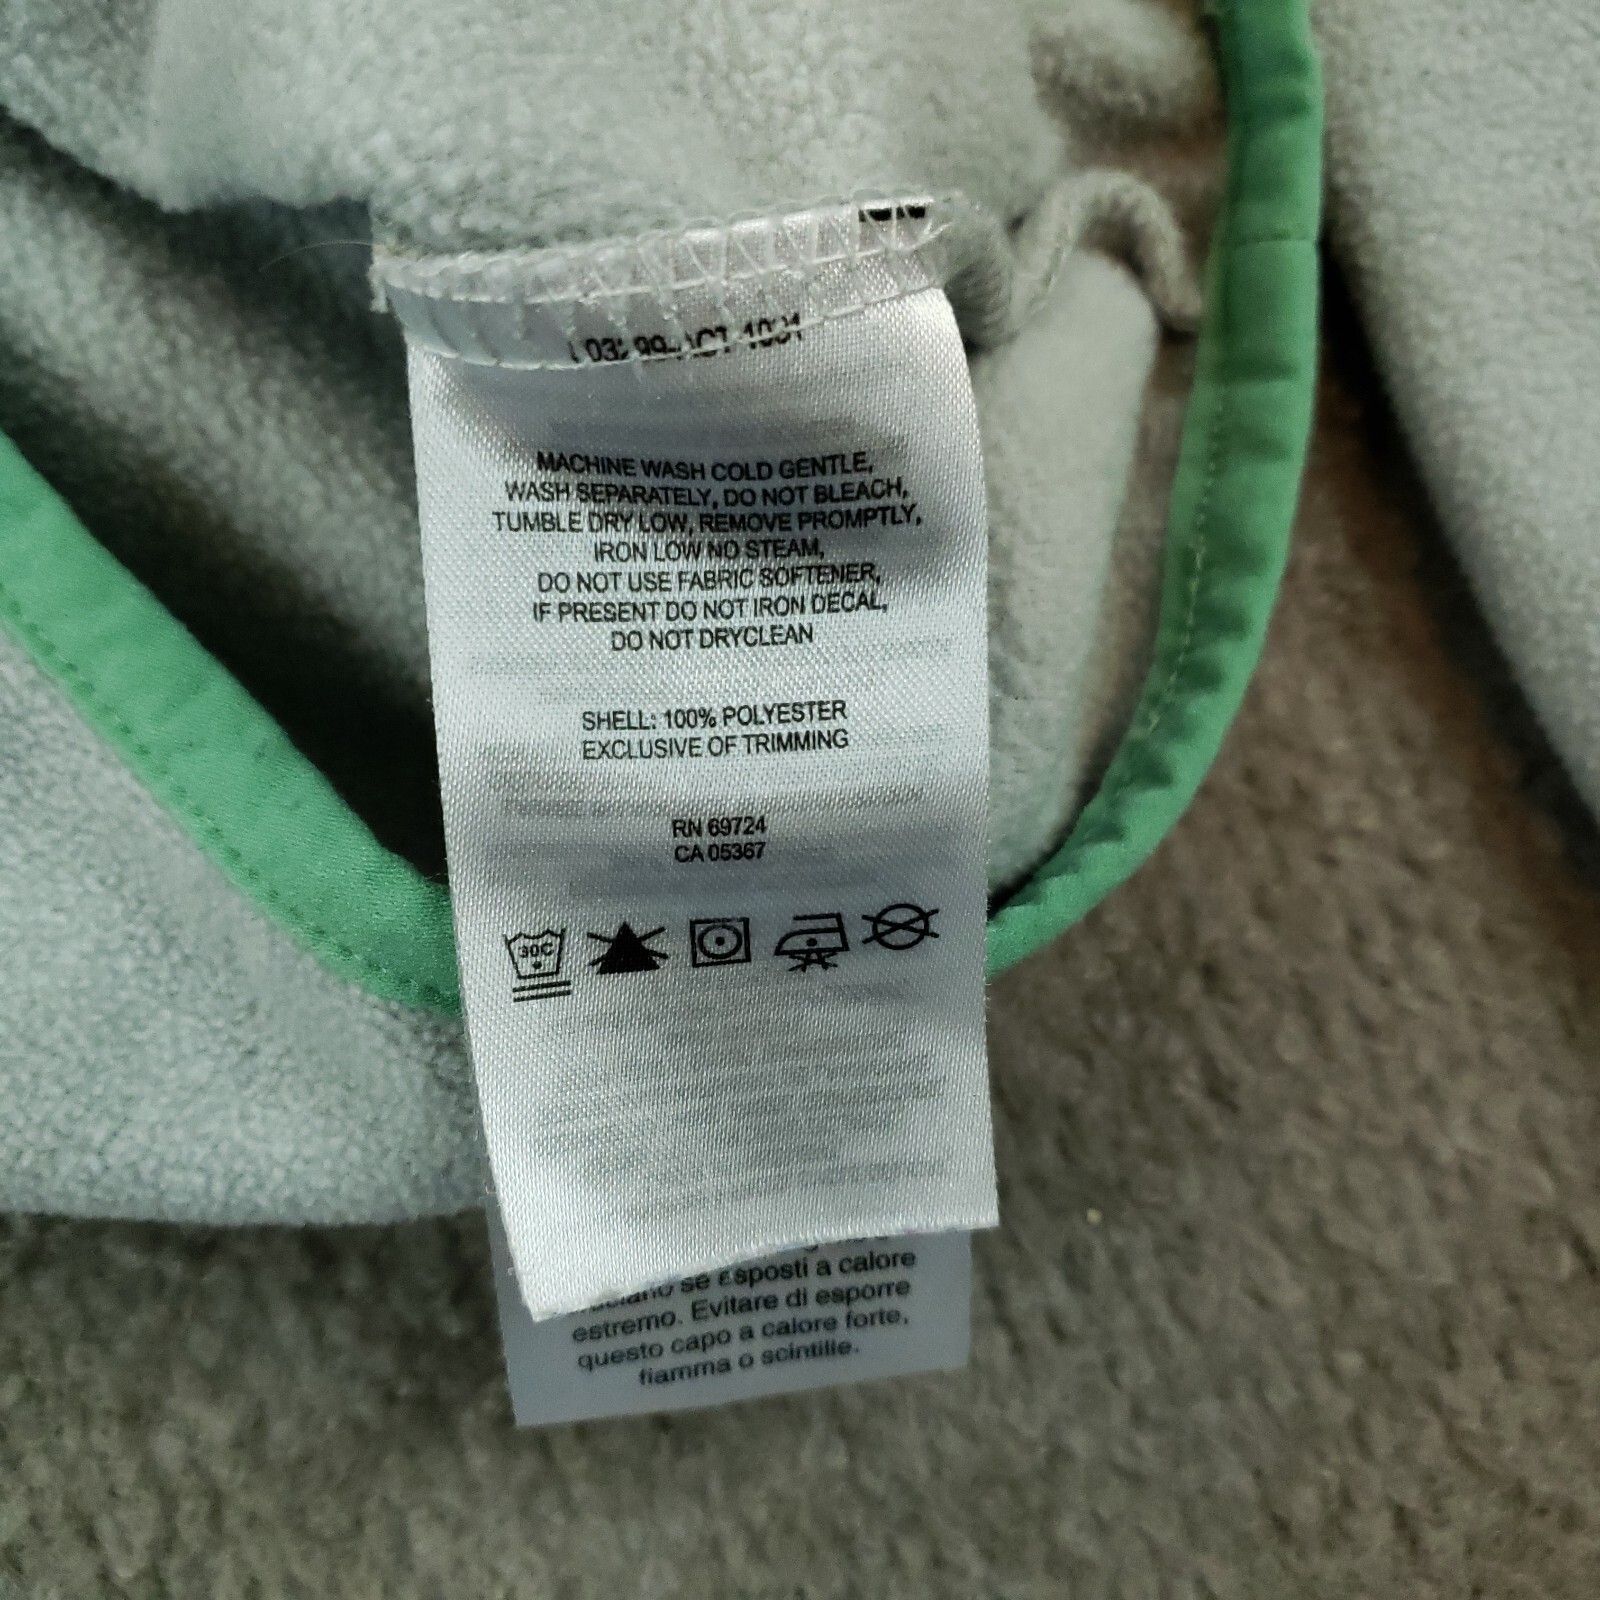 MACHINE WASH COLD GENTLE,
WASH SEPARATELY, DO NOT BLEACH,
TUMBLE DRY LOW, REMOVE PROMPTLY,
IRON LOW NO STEAM,
DO NOT USE FABRIC SOFTENER,
IF PRESENT DO NOT IRON DECAL,
DO NOT DRYCLEAN
SHELL: 100% POLYESTER
EXCLUSIVE OF TRIMMING
RN 69724
CA 05367
30C
se esposti a calore
estremo. Evitare di esporre
questo capo a calore forte,
fiamma o scintille.